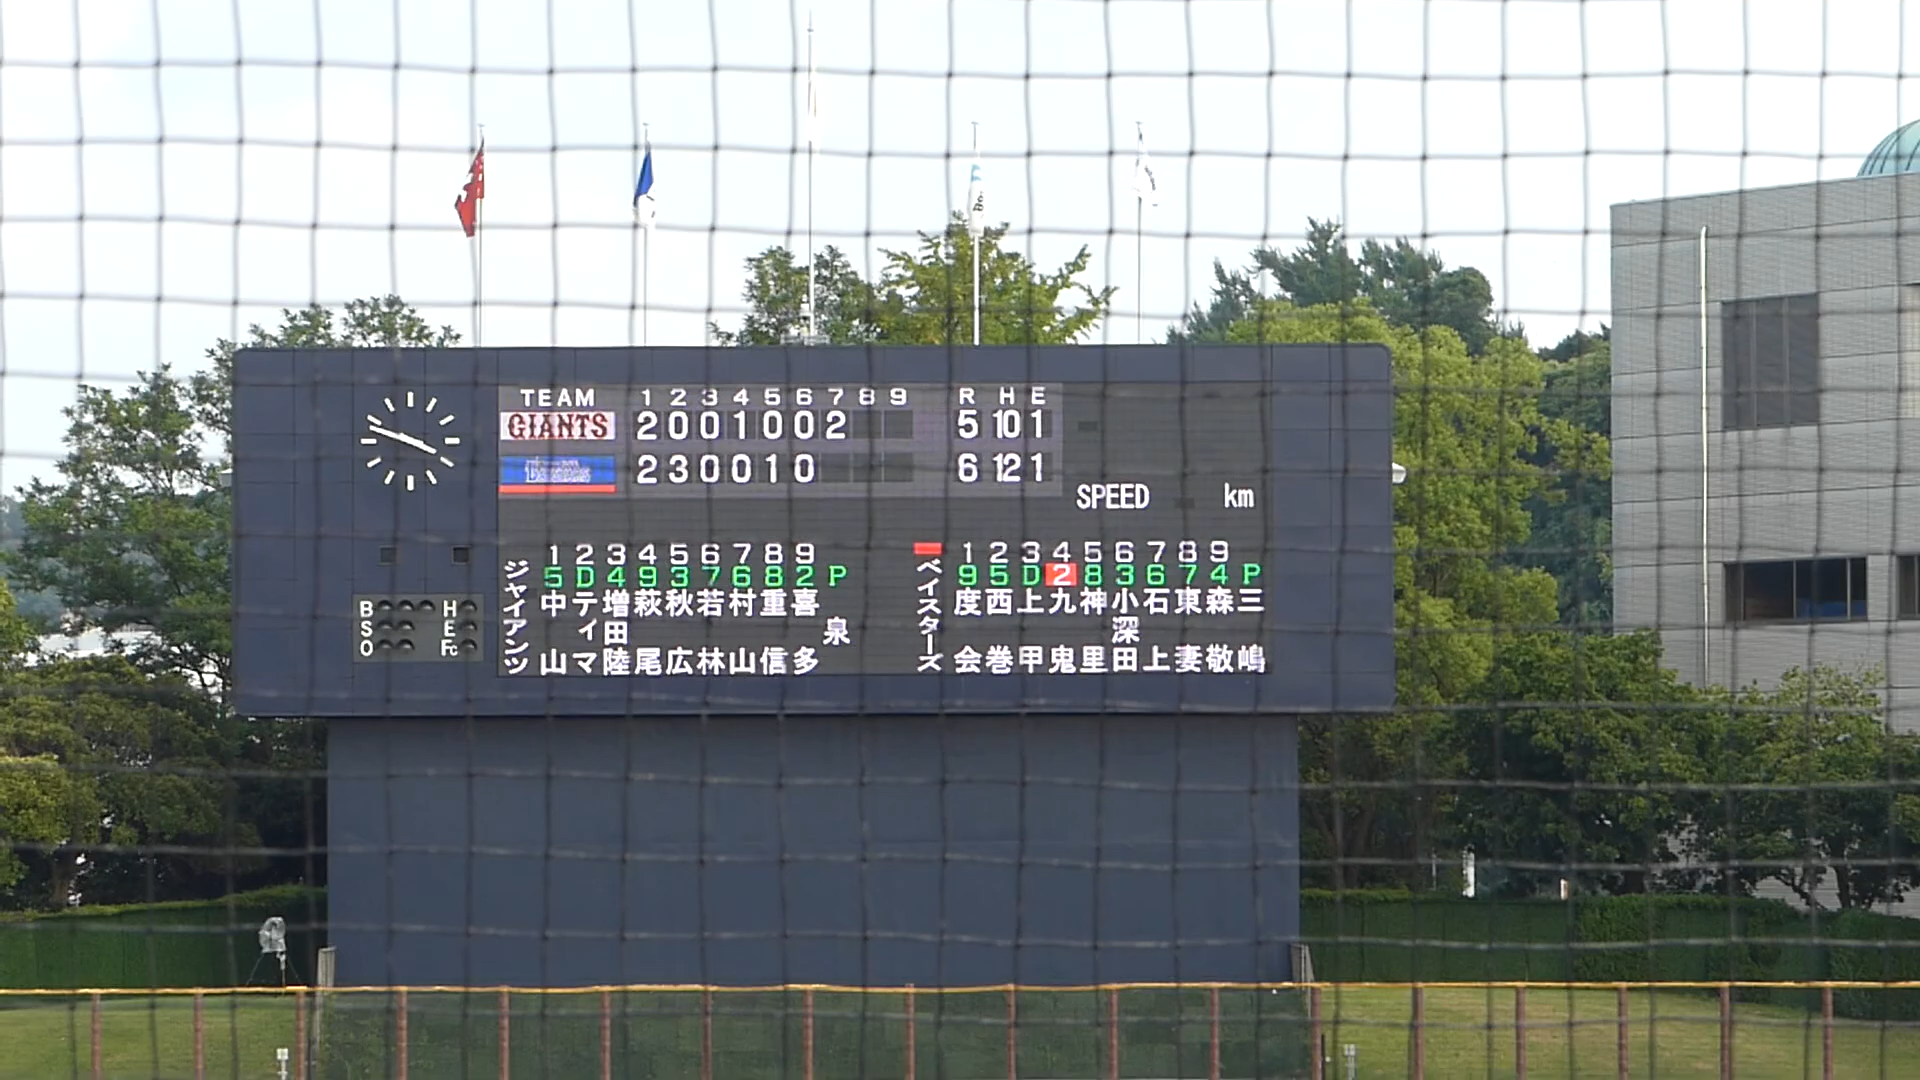 TEAM 1 2 3 4 5 6 7 8 9 R H E
GIANTS 2 0 0 1 0 0 2 5 10 1
2 3 0 0 1 0 6 12 1
SPEED km
1 2 3 4 5 6 7 8 9
5 D 4 9 3 7 6 8 2 P
ジャイアンツ
中山
ティマ
増田陸
萩尾
秋広
若林
村山
重信
喜多
泉
1 2 3 4 5 6 7 8 9
9 5 D 2 8 3 6 7 4 P
ベイスターズ
度会
西巻
上甲
九鬼
神里
小深田
石上
東妻
森敬
三嶋
B H
S E
O Fc